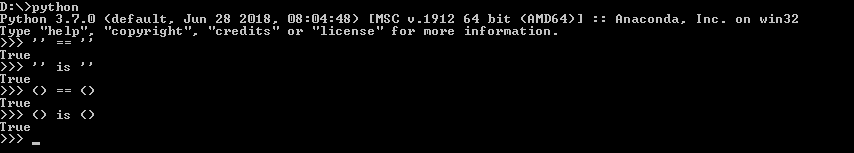 D:\>python
Python 3.7.0 (default, Jun 28 2018, 08:04:48) [MSC v.1912 64 bit (AMD64)] :: Anaconda, Inc. on win32
Type "help", "copyright", "credits" or "license" for more information.
>>> '' == ''
True
>>> '' is ''
True
>>> () == ()
True
>>> () is ()
True
>>> _